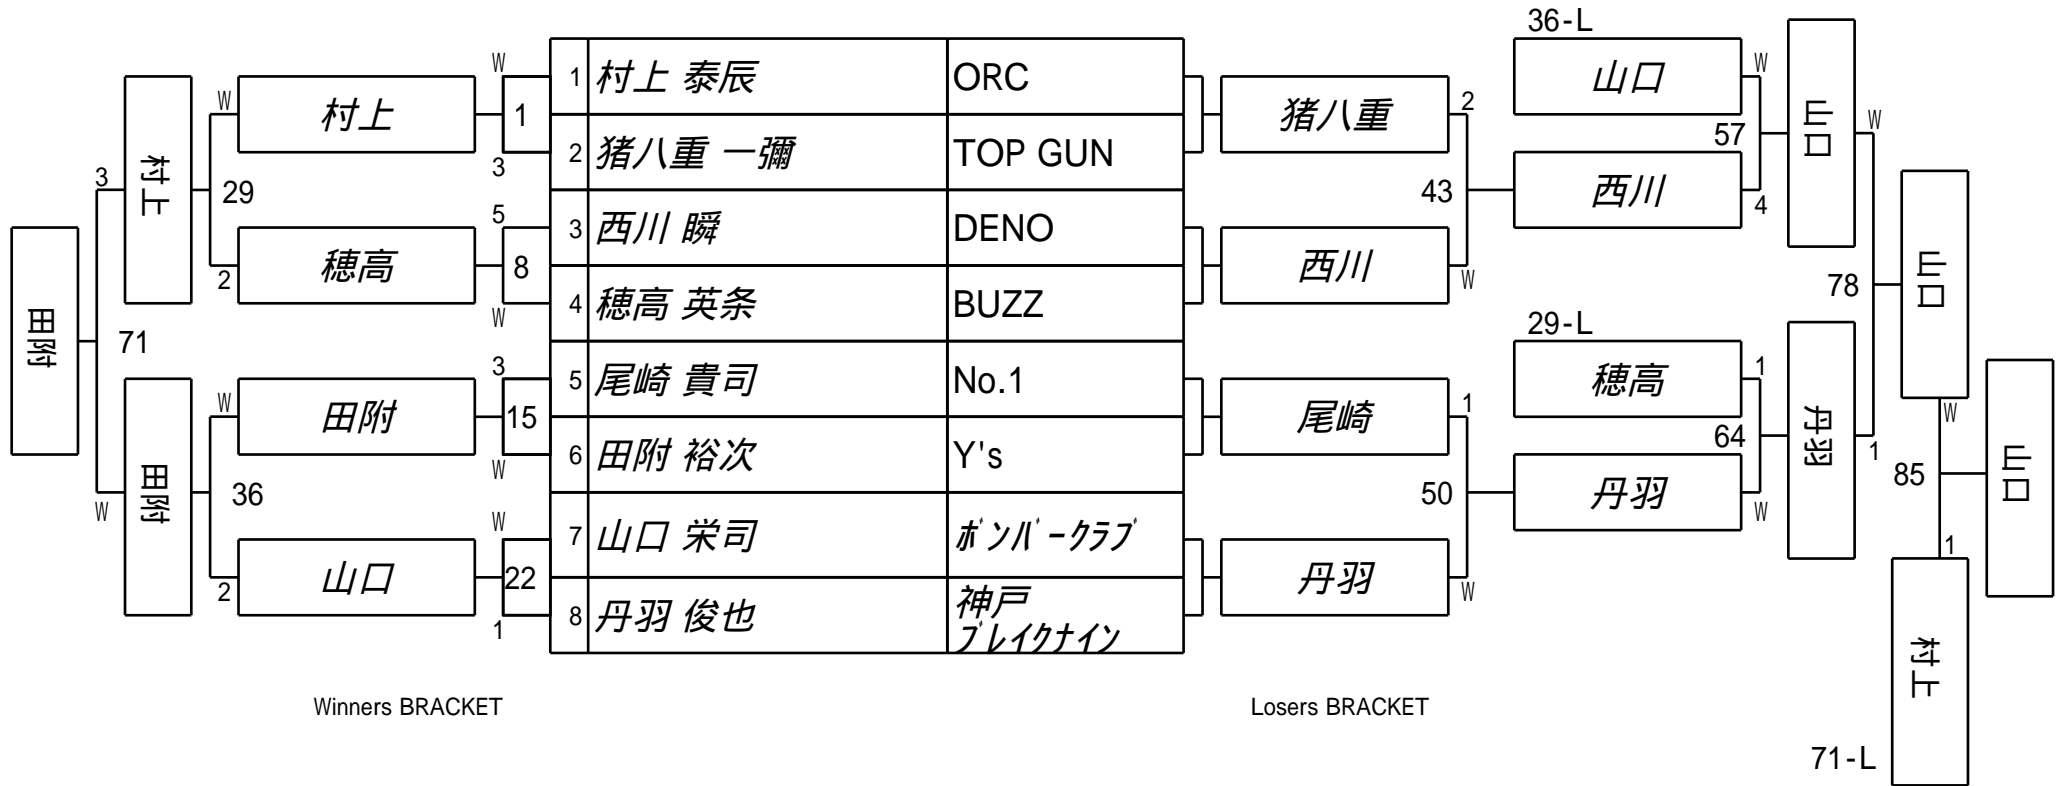 36-L
W
1 村上 泰辰 ORC
山口
W
W
村上
1
猪八重
2
山口
W
57
3
2 猪八重 一彌 TOP GUN
3
村上
29
43
西川
4
山口
5
3 西川 瞬 DENO
2
穂高
8
西川
W
78
W
4 穂高 英条 BUZZ
田附
71
29-L
3
5 尾崎 貴司 No.1
穂高
1
W
田附
15
尾崎
1
丹羽
W
山口
64
1
W
6 田附 裕次 Y's
田附
36
50
丹羽
W
85
W
W
7 山口 栄司 ボンバークラブ
2
山口
22
丹羽
W
1
1
8 丹羽 俊也 神戸
ブレイクナイン
村上
Winners BRACKET
Losers BRACKET
71-L